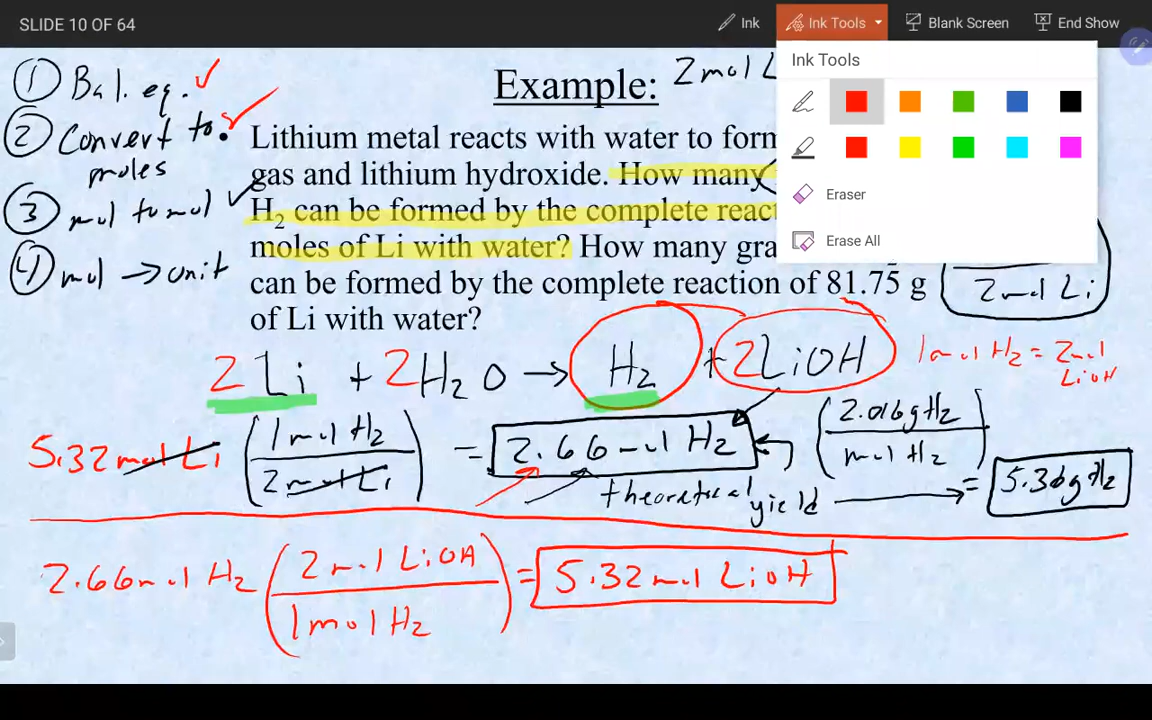 SLIDE 10 OF 64
Ink
Ink Tools
Blank Screen
End Show
Ink Tools
Eraser
Erase All
① Bal. eq. ✓
② Convert to ✓
moles
③ mol to mol ✓
④ mol → unit
Example: 2 mol L
• Lithium metal reacts with water to form
gas and lithium hydroxide. How many
H₂ can be formed by the complete react
moles of Li with water? How many gra
can be formed by the complete reaction of 81.75 g
of Li with water?
2 mol Li
2 Li + 2 H₂O → H₂ + 2 LiOH
1 mol H₂ = 2 mol
LiOH
5.32 mol Li (1 mol H₂ / 2 mol Li) = 2.66 mol H₂ (2.016 g H₂ / mol H₂)
theoretical yield → = 5.36 g H₂
2.66 mol H₂ (2 mol LiOH / 1 mol H₂) = 5.32 mol LiOH